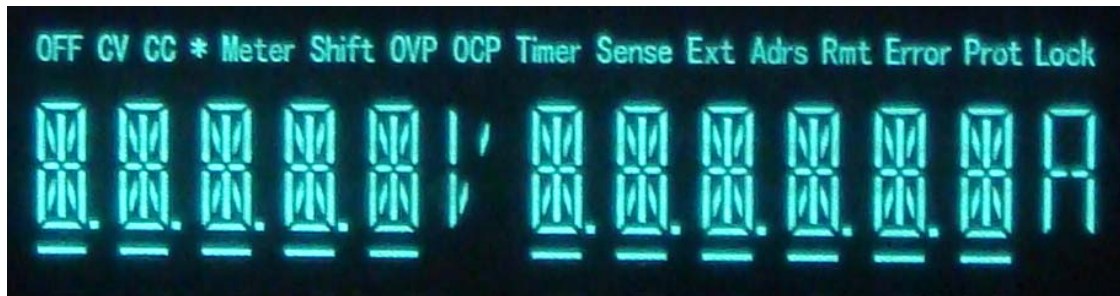 OFF CV CC * Meter Shift OVP OCP Timer Sense Ext Adrs Rmt Error Prot Lock
V A